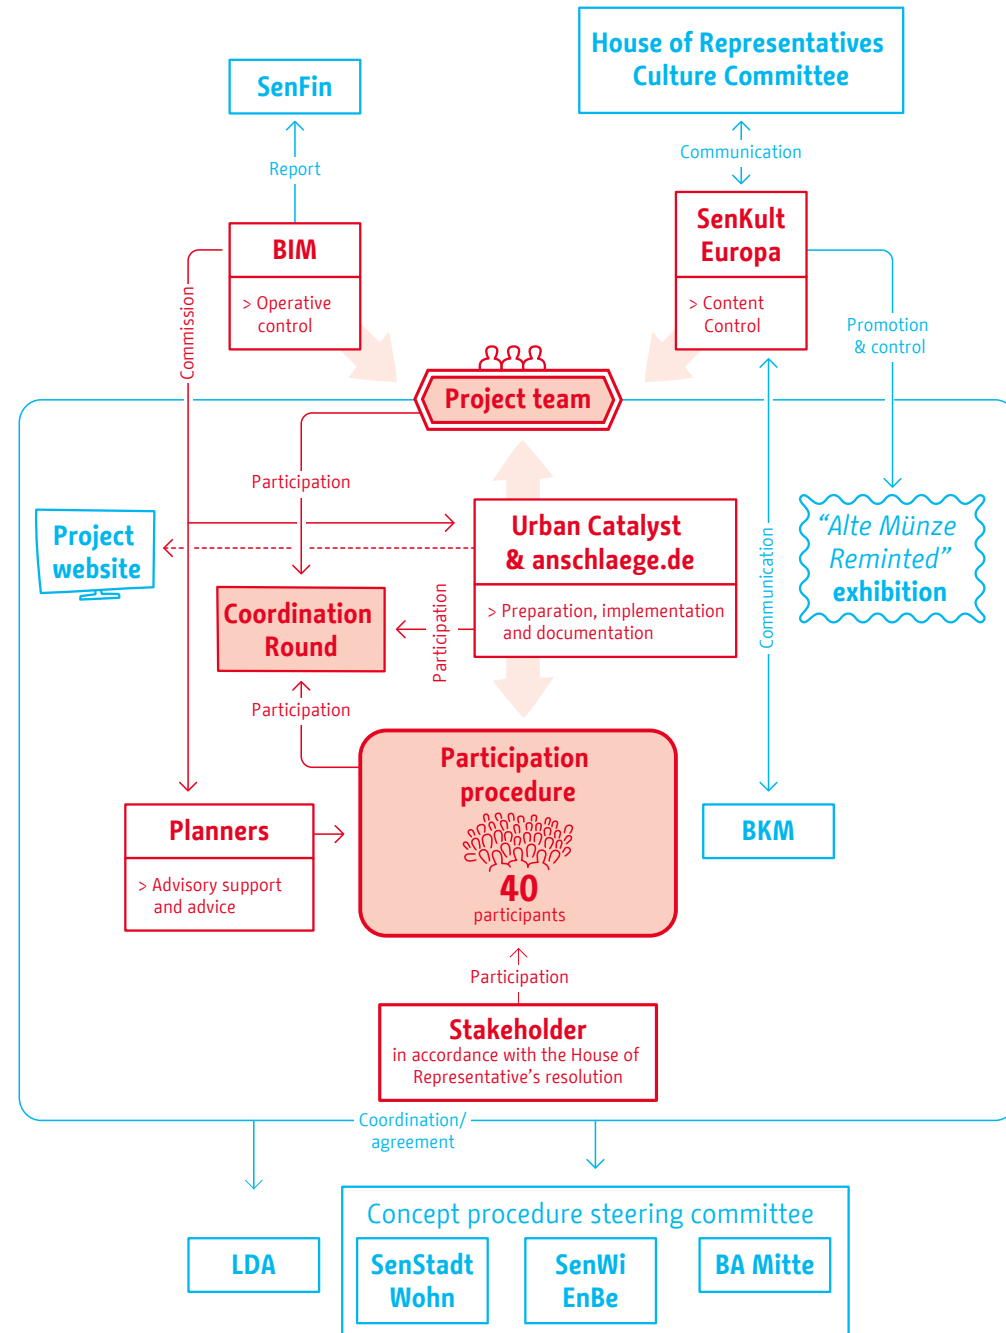 House of Representatives
Culture Committee
SenFin
Communication
Report
SenKult
Europa
BIM
> Content
Control
> Operative
control
Commission
Promotion
& control
Project team
Participation
Urban Catalyst
& anschlaege.de
> Preparation, implementation
and documentation
Project
website
"Alte Münze
Reminted"
exhibition
Communication
Coordination
Round
Participation
Participation
Participation
procedure
40
participants
Planners
> Advisory support
and advice
BKM
Participation
Stakeholder
in accordance with the House of
Representative's resolution
Coordination/
agreement
Concept procedure steering committee
LDA
SenStadt
Wohn
SenWi
EnBe
BA Mitte